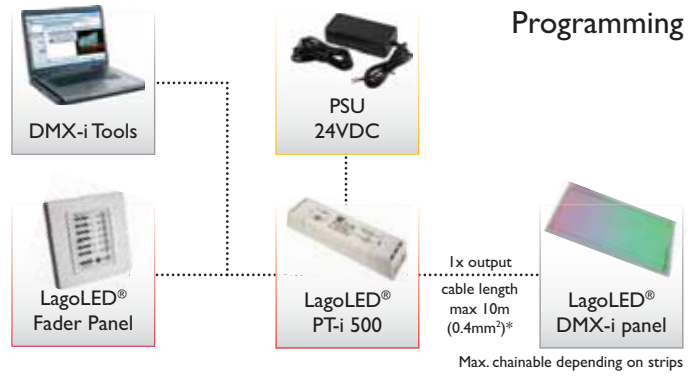 Programming
DMX-i Tools
PSU
24VDC
LagoLED®
Fader Panel
LagoLED®
PT-i 500
1x output
cable length
max 10m
(0.4mm²)*
LagoLED®
DMX-i panel
Max. chainable depending on strips